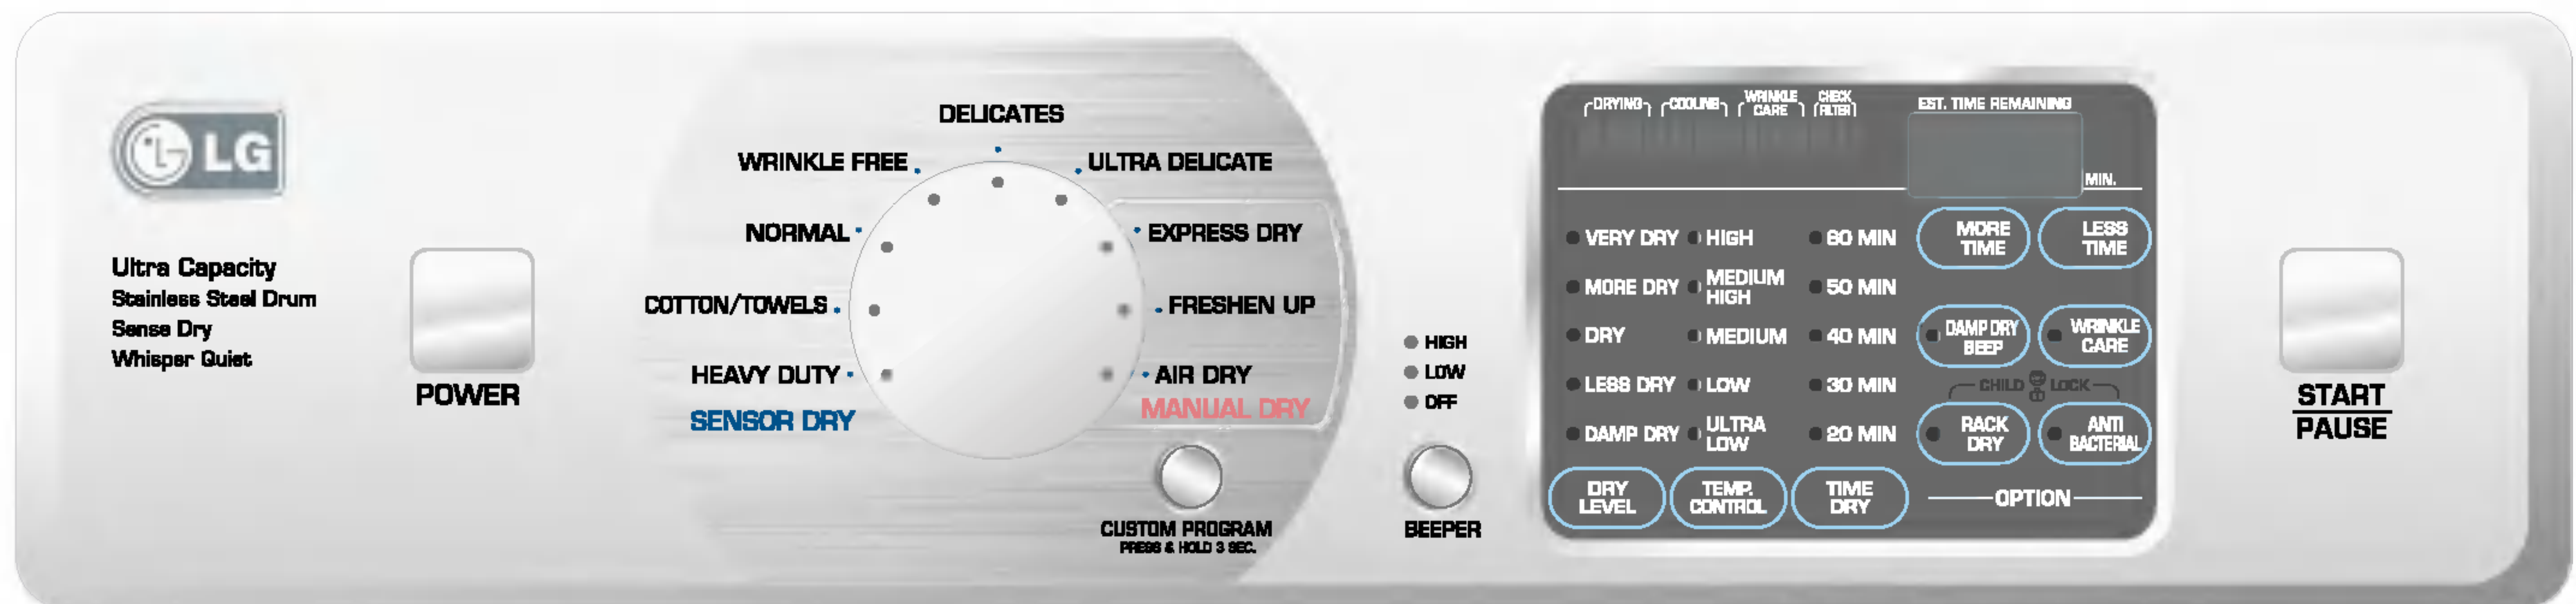 LG
Ultra Capacity
Stainless Steel Drum
Sense Dry
Whisper Quiet
POWER
DELICATES
WRINKLE FREE
ULTRA DELICATE
NORMAL
EXPRESS DRY
COTTON/TOWELS
FRESHEN UP
HEAVY DUTY
AIR DRY
SENSOR DRY
MANUAL DRY
CUSTOM PROGRAM
PRESS & HOLD 3 SEC.
HIGH
LOW
OFF
BEEPER
DRYING
COOLING
WRINKLE
CARE
CHECK
FILTER
EST. TIME REMAINING
MIN.
VERY DRY
MORE DRY
DRY
LESS DRY
DAMP DRY
DRY
LEVEL
HIGH
MEDIUM
HIGH
MEDIUM
LOW
ULTRA
LOW
TEMP.
CONTROL
60 MIN
50 MIN
40 MIN
30 MIN
20 MIN
TIME
DRY
MORE
TIME
LESS
TIME
DAMP DRY
BEEP
WRINKLE
CARE
CHILD LOCK
RACK
DRY
ANTI
BACTERIAL
OPTION
START
PAUSE